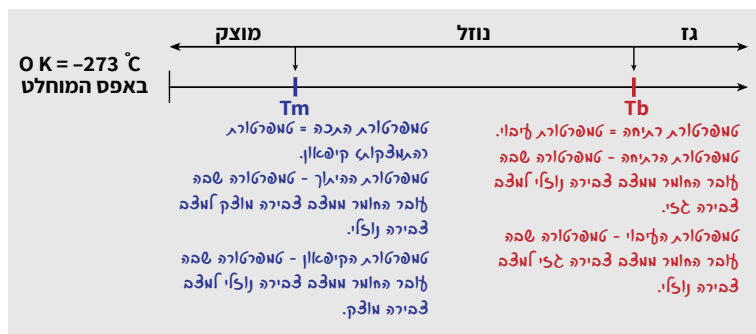 מוצק
נוזל
גז
O K = –273 ˚C
באפס המוחלט
Tm
Tb
טמפרטורת התכה = טמפרטורת
התמצקות\ קיפאון.
טמפרטורת ההיתוך - טמפרטורה שבה
עובר החומר ממצב צבירה מוצק למצב
צבירה נוזלי.
טמפרטורת הקיפאון - טמפרטורה שבה
עובר החומר ממצב צבירה נוזלי למצב
צבירה מוצק.
טמפרטורת רתיחה = טמפרטורת עיבוי.
טמפרטורת הרתיחה - טמפרטורה שבה
עובר החומר ממצב צבירה נוזלי למצב
צבירה גזי.
טמפרטורת העיבוי - טמפרטורה שבה
עובר החומר ממצב צבירה גזי למצב
צבירה נוזלי.